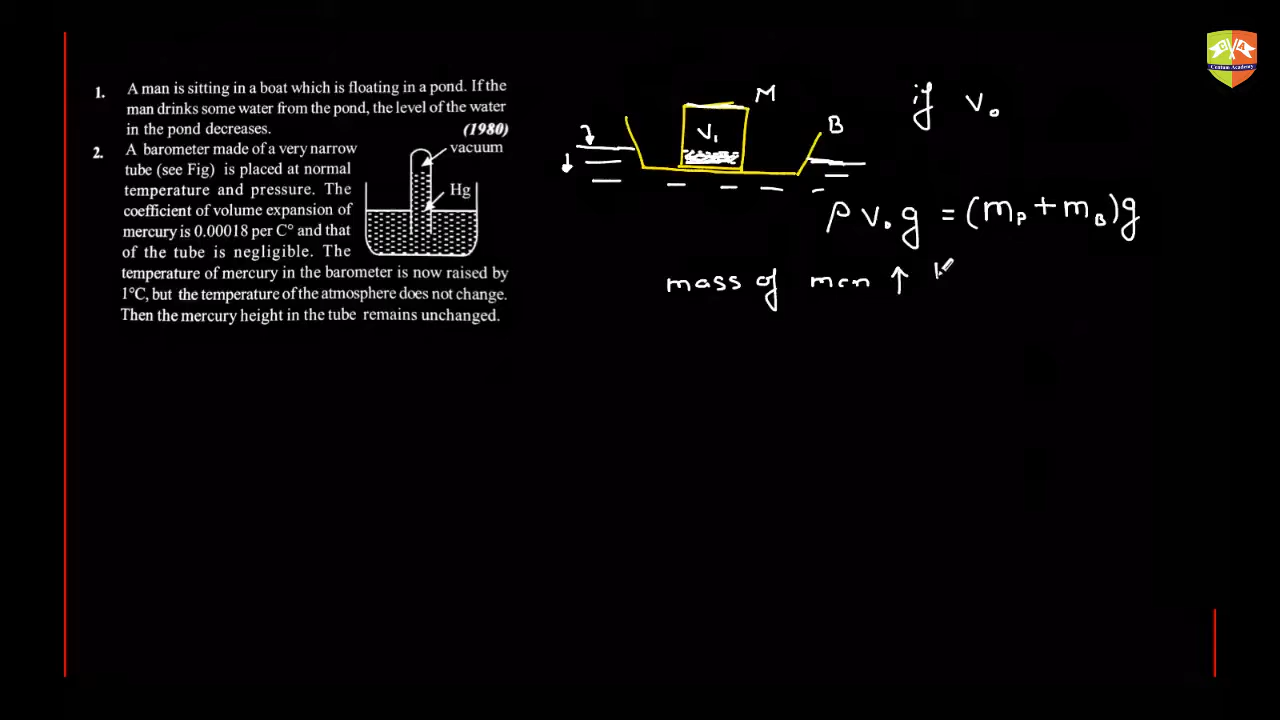 1. A man is sitting in a boat which is floating in a pond. If the
man drinks some water from the pond, the level of the water
in the pond decreases. (1980)
2. A barometer made of a very narrow
tube (see Fig) is placed at normal
temperature and pressure. The
coefficient of volume expansion of
mercury is 0.00018 per C° and that
of the tube is negligible. The
temperature of mercury in the barometer is now raised by
1°C, but the temperature of the atmosphere does not change.
Then the mercury height in the tube remains unchanged.
vacuum
Hg
M
V₁
B
if V₀
ρ V₀ g = (m_P + m_B) g
mass of man ↑
C A
Centum Academy